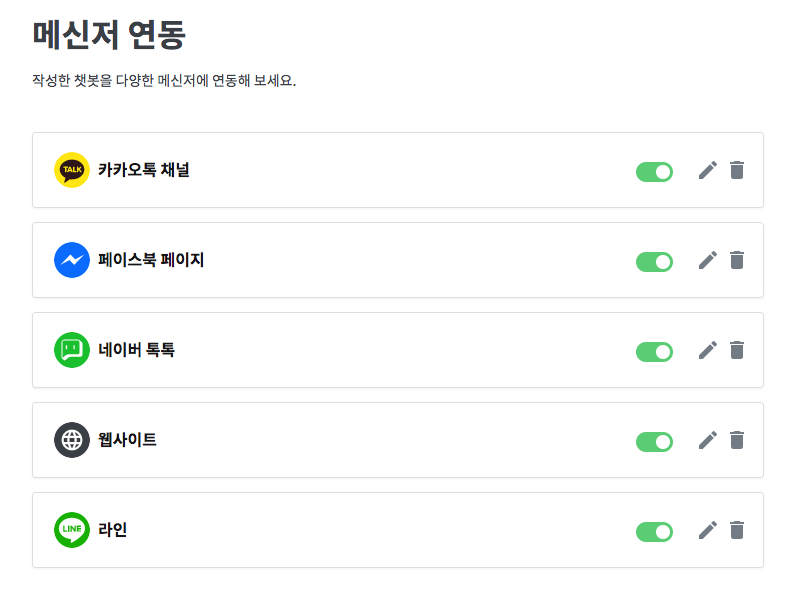 메신저 연동
작성한 챗봇을 다양한 메신저에 연동해 보세요.
TALK 카카오톡 채널
페이스북 페이지
네이버 톡톡
웹사이트
LINE 라인